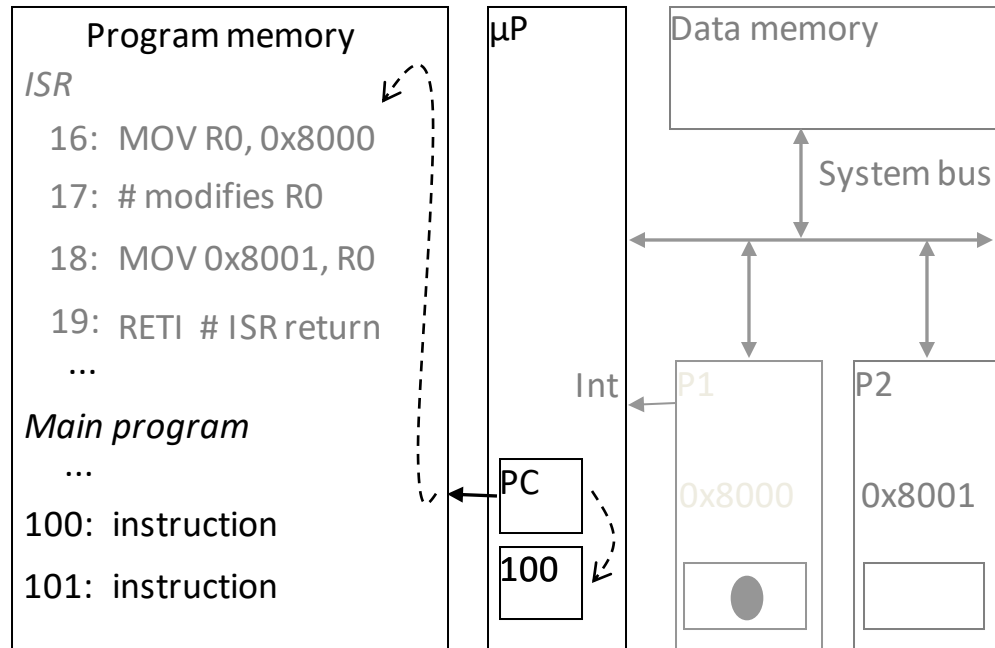 Program memory
ISR
16: MOV R0, 0x8000
17: # modifies R0
18: MOV 0x8001, R0
19: RETI # ISR return
...
Main program
...
100: instruction
101: instruction
µP
Int
PC
100
Data memory
System bus
P1
0x8000
P2
0x8001